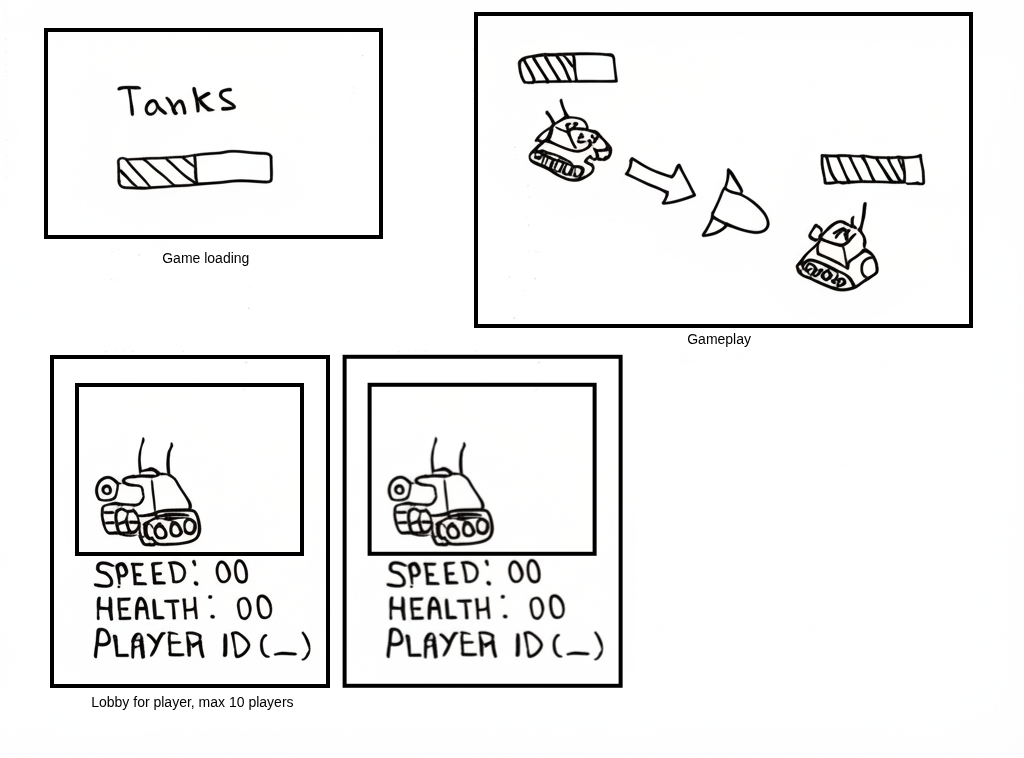 Tanks
Game loading
Gameplay
SPEED: 00
HEALTH: 00
PLAYER ID (_)
SPEED: 00
HEALTH: 00
PLAYER ID (_)
Lobby for player, max 10 players